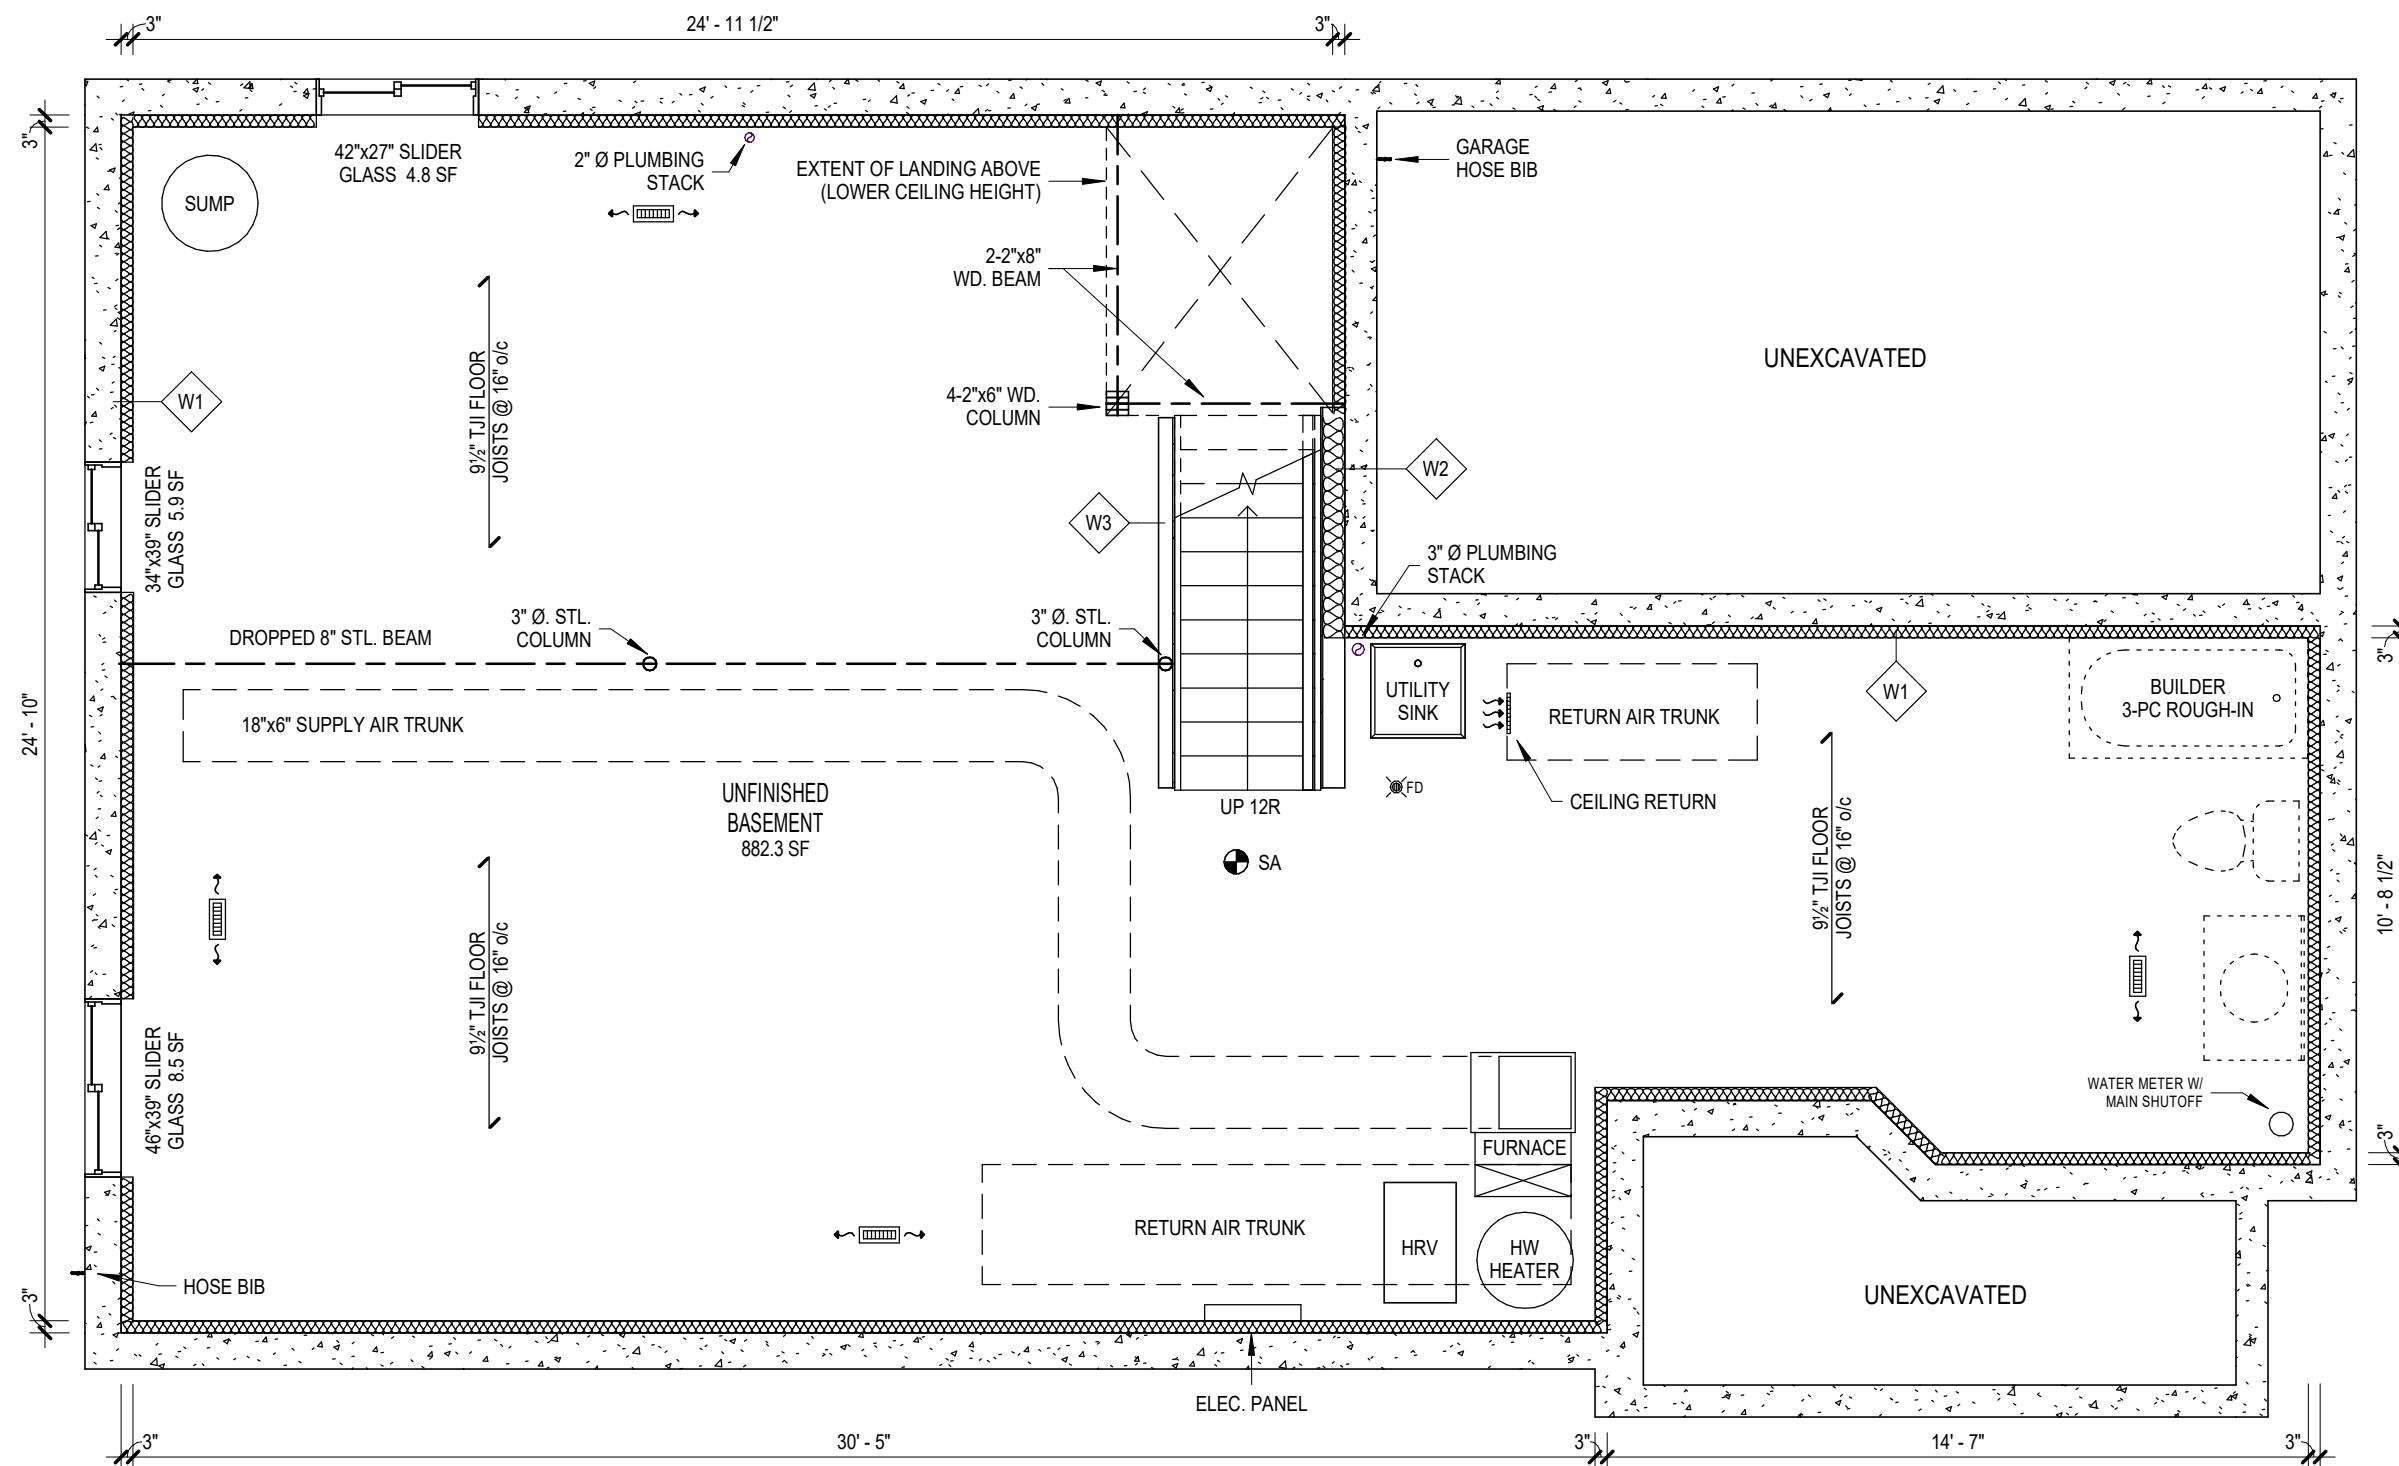 3"
24' - 11 1/2"
3"
3"
42"x27" SLIDER
GLASS 4.8 SF
2" Ø PLUMBING
STACK
EXTENT OF LANDING ABOVE
(LOWER CEILING HEIGHT)
GARAGE
HOSE BIB
SUMP
2-2"x8"
WD. BEAM
UNEXCAVATED
W1
9½" TJI FLOOR
JOISTS @ 16" o/c
4-2"x6" WD.
COLUMN
W2
34"x39" SLIDER
GLASS 5.9 SF
W3
3" Ø PLUMBING
STACK
DROPPED 8" STL. BEAM
3" Ø. STL.
COLUMN
3" Ø. STL.
COLUMN
3"
24' - 10"
18"x6" SUPPLY AIR TRUNK
UTILITY
SINK
RETURN AIR TRUNK
W1
BUILDER
3-PC ROUGH-IN
UNFINISHED
BASEMENT
882.3 SF
UP 12R
FD
CEILING RETURN
SA
9½" TJI FLOOR
JOISTS @ 16" o/c
9½" TJI FLOOR
JOISTS @ 16" o/c
10' - 8 1/2"
46"x39" SLIDER
GLASS 8.5 SF
WATER METER W/
MAIN SHUTOFF
3"
FURNACE
RETURN AIR TRUNK
HRV
HW
HEATER
HOSE BIB
3"
UNEXCAVATED
ELEC. PANEL
3"
30' - 5"
3"
14' - 7"
3"